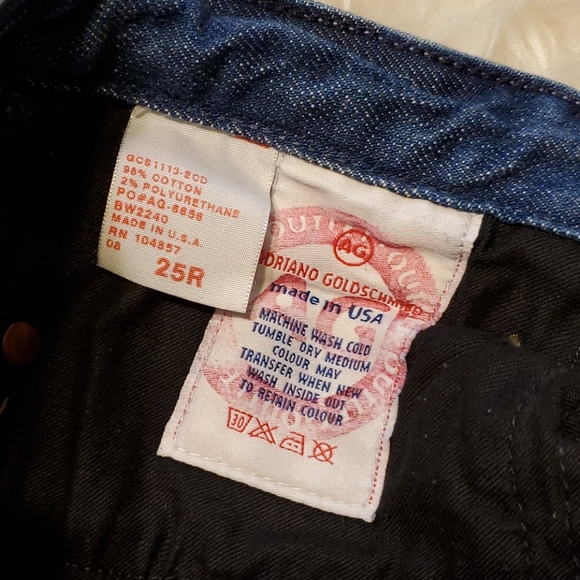 GCS1113-ECD
98% COTTON
2% POLYURETHANE
PO#AG-6656
BW2240
MADE IN U.S.A.
RN 104857
08
25R
AG
ADRIANO GOLDSCHMIED
made in USA
MACHINE WASH COLD
TUMBLE DRY MEDIUM
COLOUR MAY
TRANSFER WHEN NEW
WASH INSIDE OUT
TO RETAIN COLOUR
30